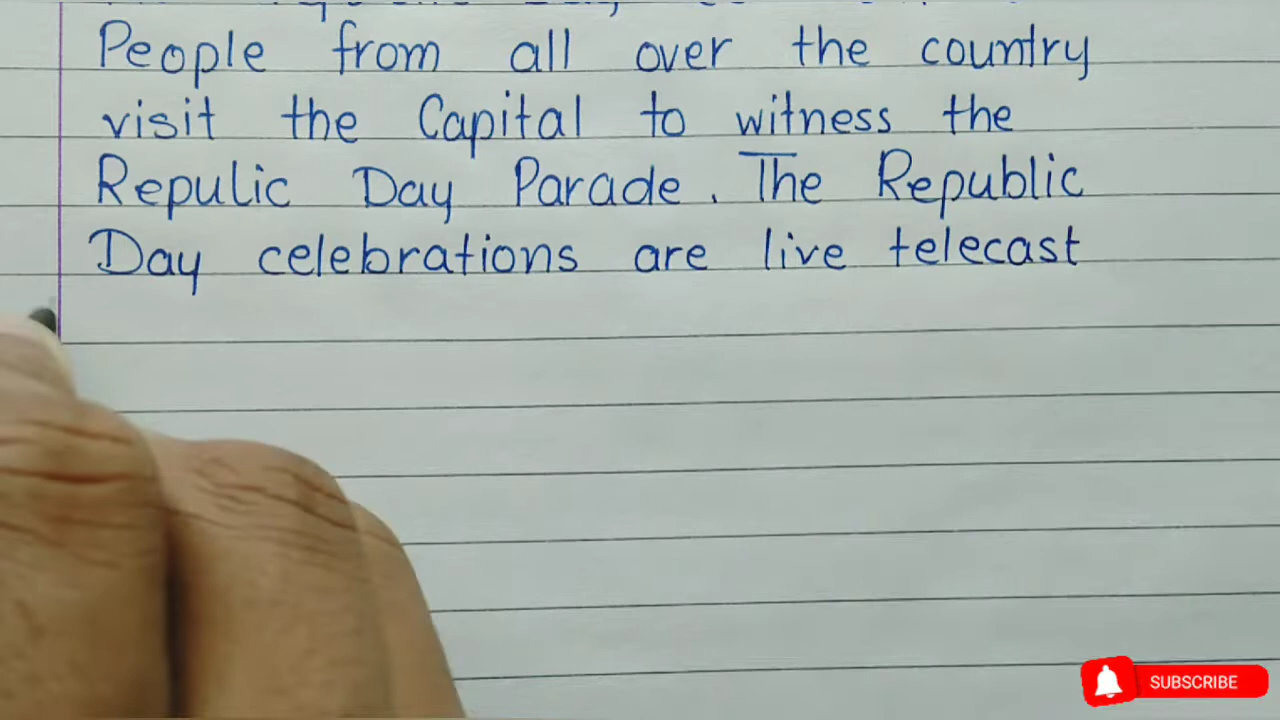 People from all over the country
visit the Capital to witness the
Repulic Day Parade. The Republic
Day celebrations are live telecast
SUBSCRIBE